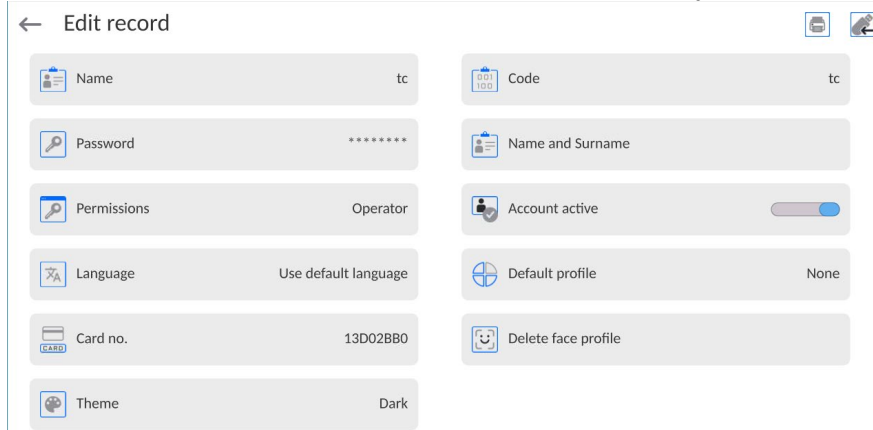 Edit record
Name tc
Code tc
Password ********
Name and Surname
Permissions Operator
Account active
Language Use default language
Default profile None
CARD Card no. 13D02BB0
Delete face profile
Theme Dark